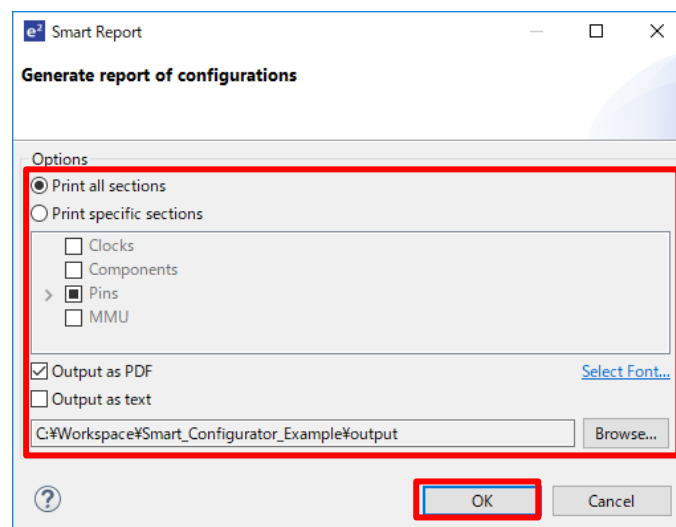 e² Smart Report
Generate report of configurations
Options
Print all sections
Print specific sections
Clocks
Components
Pins
MMU
Output as PDF Select Font...
Output as text
C:¥Workspace¥Smart_Configurator_Example¥output Browse...
? OK Cancel